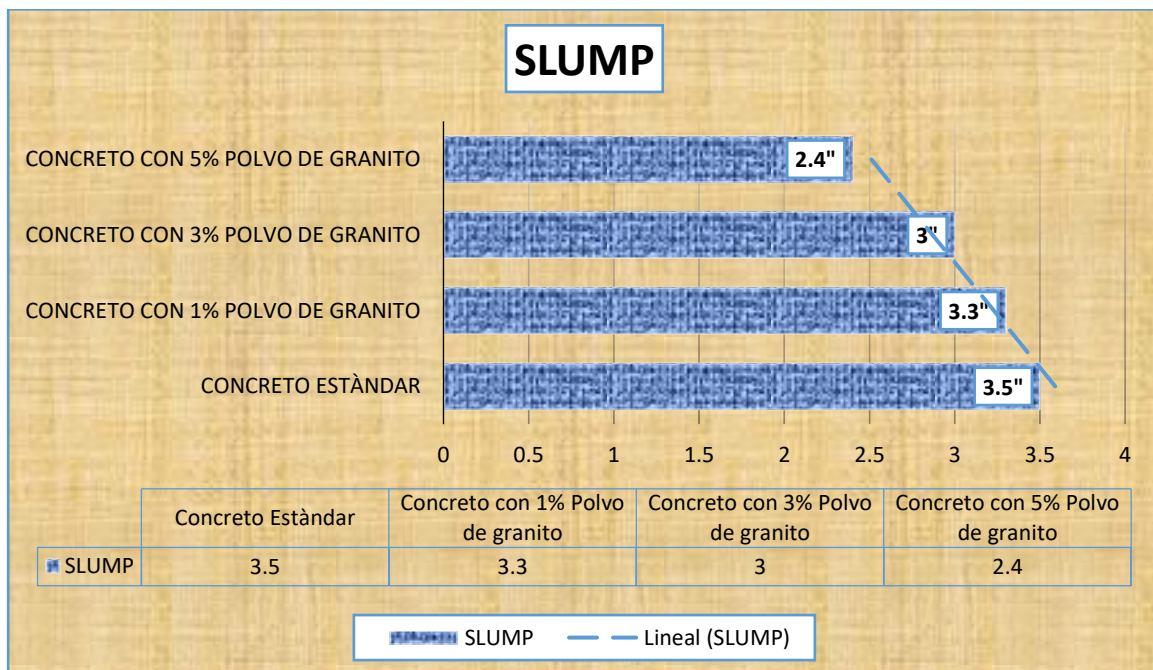 SLUMP
CONCRETO CON 5% POLVO DE GRANITO
2.4"
CONCRETO CON 3% POLVO DE GRANITO
3"
CONCRETO CON 1% POLVO DE GRANITO
3.3"
CONCRETO ESTÀNDAR
3.5"
0 0.5 1 1.5 2 2.5 3 3.5 4
Concreto Estàndar
Concreto con 1% Polvo
de granito
Concreto con 3% Polvo
de granito
Concreto con 5% Polvo
de granito
SLUMP 3.5 3.3 3 2.4
SLUMP Lineal (SLUMP)